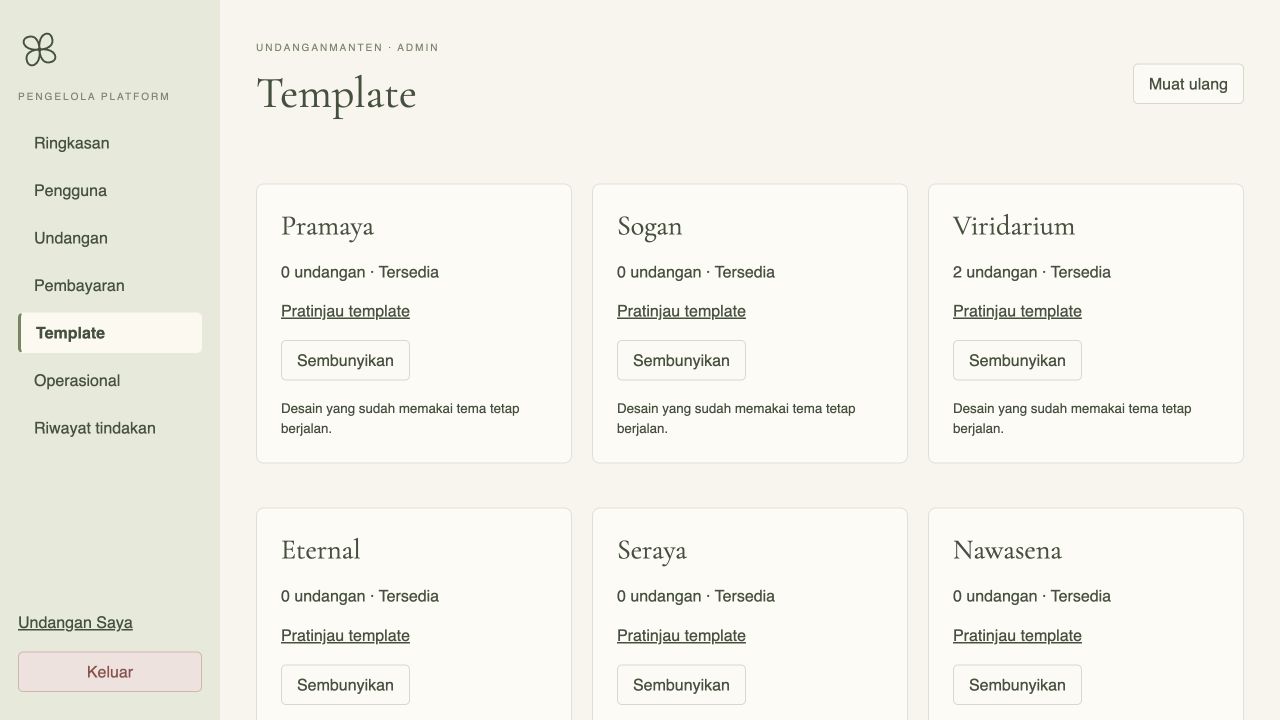 PENGELOLA PLATFORM
Ringkasan
Pengguna
Undangan
Pembayaran
Template
Operasional
Riwayat tindakan
Undangan Saya
Keluar
UNDANGANMANTEN · ADMIN
Template
Muat ulang
Pramaya
0 undangan · Tersedia
Pratinjau template
Sembunyikan
Desain yang sudah memakai tema tetap
berjalan.
Sogan
0 undangan · Tersedia
Pratinjau template
Sembunyikan
Desain yang sudah memakai tema tetap
berjalan.
Viridarium
2 undangan · Tersedia
Pratinjau template
Sembunyikan
Desain yang sudah memakai tema tetap
berjalan.
Eternal
0 undangan · Tersedia
Pratinjau template
Sembunyikan
Seraya
0 undangan · Tersedia
Pratinjau template
Sembunyikan
Nawasena
0 undangan · Tersedia
Pratinjau template
Sembunyikan